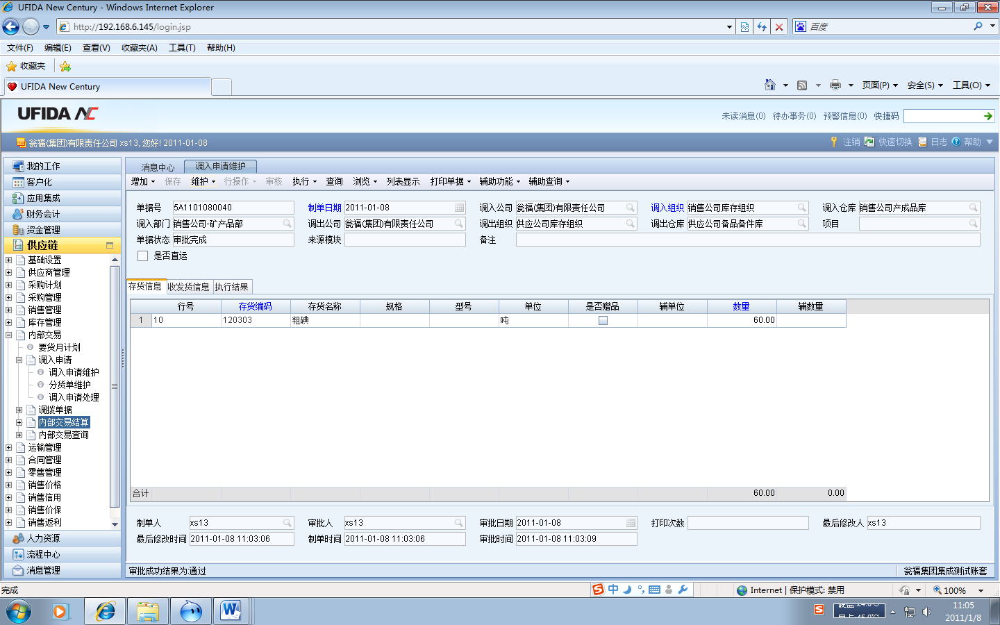 UFIDA New Century - Windows Internet Explorer
http://192.168.6.145/login.jsp
百度
文件(F) 编辑(E) 查看(V) 收藏夹(A) 工具(T) 帮助(H)
收藏夹
UFIDA New Century
页面(P) 安全(S) 工具(O)
UFIDA NC
未读消息(0) 待办事务(0) 预警信息(0) 快捷码
瓮福(集团)有限责任公司 xs13, 您好! 2011-01-08
注销 快速切换 日志 帮助
我的工作
客户化
应用集成
财务会计
资金管理
供应链
基础设置
供应商管理
采购计划
采购管理
销售管理
库存管理
内部交易
要货月计划
调入申请
调入申请维护
分货单维护
调入申请处理
调拨单据
内部交易结算
内部交易查询
运输管理
合同管理
零售管理
销售价格
销售信用
销售价保
销售返利
人力资源
流程中心
消息管理
消息中心 调入申请维护
增加 保存 维护 行操作 审核 执行 查询 浏览 列表显示 打印单据 辅助功能 辅助查询
单据号 5A1101080040 制单日期 2011-01-08 调入公司 瓮福(集团)有限责任公司 调入组织 销售公司库存组织 调入仓库 销售公司产成品库
调入部门 销售公司-矿产品部 调出公司 瓮福(集团)有限责任公司 调出组织 供应公司库存组织 调出仓库 供应公司备品备件库 项目
单据状态 审批完成 来源模块 备注
是否直运
存货信息 收发货信息 执行结果
行号 存货编码 存货名称 规格 型号 单位 是否赠品 辅单位 数量 辅数量
1 10 120303 粗碘 吨 60.00
合计 60.00 0.00
制单人 xs13 审批人 xs13 审批日期 2011-01-08 打印次数 最后修改人 xs13
最后修改时间 2011-01-08 11:03:06 制单时间 2011-01-08 11:03:06 审批时间 2011-01-08 11:03:09
审批成功结果为:通过
瓮福集团集成测试账套
完成
中
Internet | 保护模式: 禁用
100%
11:05
2011/1/8